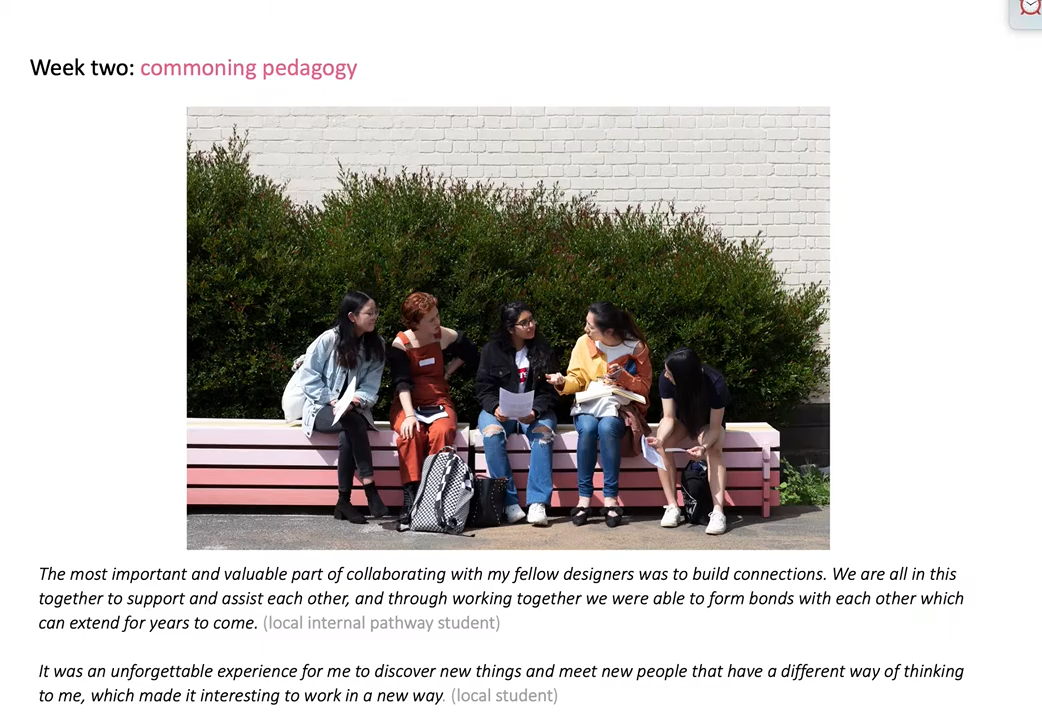 Week two: commoning pedagogy
The most important and valuable part of collaborating with my fellow designers was to build connections. We are all in this
together to support and assist each other, and through working together we were able to form bonds with each other which
can extend for years to come. (local internal pathway student)
It was an unforgettable experience for me to discover new things and meet new people that have a different way of thinking
to me, which made it interesting to work in a new way. (local student)